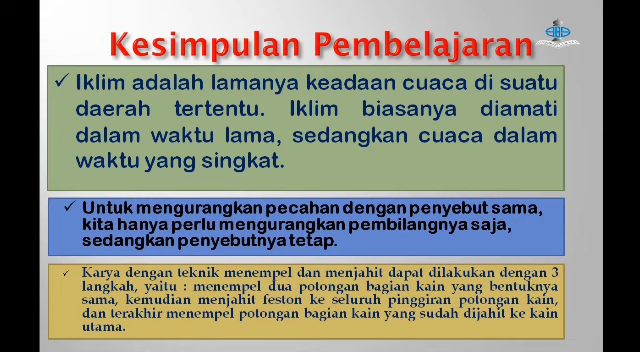 Kesimpulan Pembelajaran
✓ Iklim adalah lamanya keadaan cuaca di suatu
daerah tertentu. Iklim biasanya diamati
dalam waktu lama, sedangkan cuaca dalam
waktu yang singkat.
✓ Untuk mengurangkan pecahan dengan penyebut sama,
kita hanya perlu mengurangkan pembilangnya saja,
sedangkan penyebutnya tetap.
✓ Karya dengan teknik menempel dan menjahit dapat dilakukan dengan 3
langkah, yaitu : menempel dua potongan bagian kain yang bentuknya
sama, kemudian menjahit feston ke seluruh pinggiran potongan kain,
dan terakhir menempel potongan bagian kain yang sudah dijahit ke kain
utama.